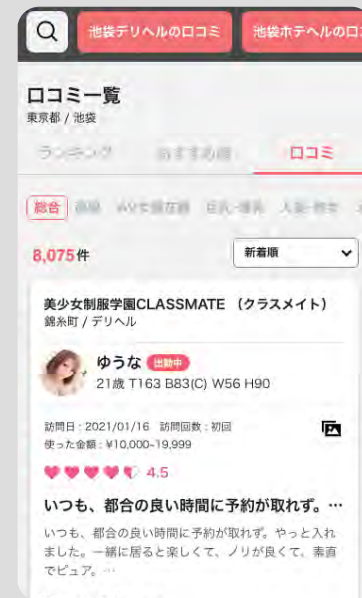 池袋デリヘルの口コミ 池袋ホテヘルの口コ
口コミ一覧
東京都 / 池袋
ランキング おすすめ順 口コミ
総合
8,075件 新着順
美少女制服学園CLASSMATE (クラスメイト)
錦糸町 / デリヘル
ゆうな 出勤中
21歳 T163 B83(C) W56 H90
訪問日 : 2021/01/16 訪問回数 : 初回
使った金額 : ¥10,000~19,999
4.5
いつも、都合の良い時間に予約が取れず。…
いつも、都合の良い時間に予約が取れず。やっと入れ
ました。一緒に居ると楽しくて、ノリが良くて、素直
でピュア。…